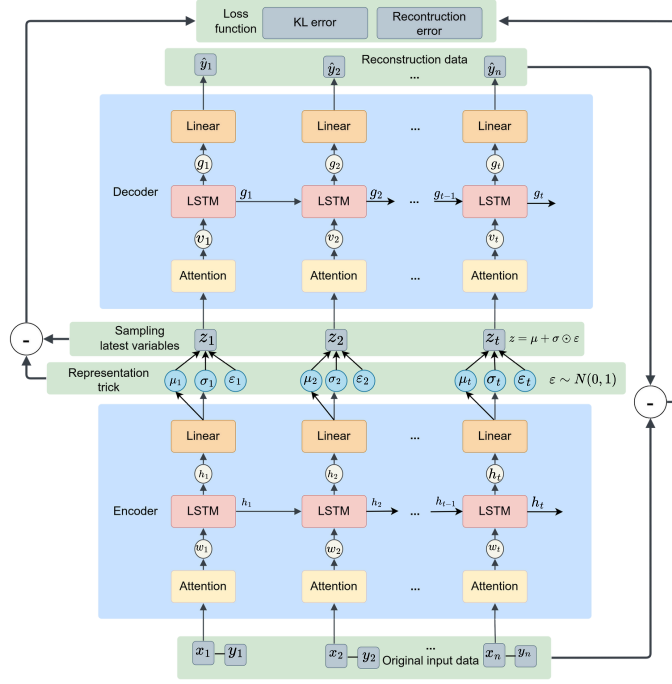 Loss function KL error Recontruction error
ŷ₁ ŷ₂ Reconstruction data ... ŷₙ
Linear Linear ... Linear
g₁ g₂ gₜ
Decoder LSTM g₁ LSTM g₂ ... gₜ₋₁ LSTM gₜ
v₁ v₂ vₜ
Attention Attention ... Attention
- Sampling latest variables z₁ z₂ zₜ z = μ + σ ⊙ ε
Representation trick μ₁ σ₁ ε₁ μ₂ σ₂ ε₂ μₜ σₜ εₜ ε ∼ N(0, 1)
-
Linear Linear ... Linear
h₁ h₂ hₜ
Encoder LSTM h₁ LSTM h₂ ... hₜ₋₁ LSTM hₜ
w₁ w₂ wₜ
Attention Attention ... Attention
x₁ y₁ x₂ y₂ ... Original input data xₙ yₙ